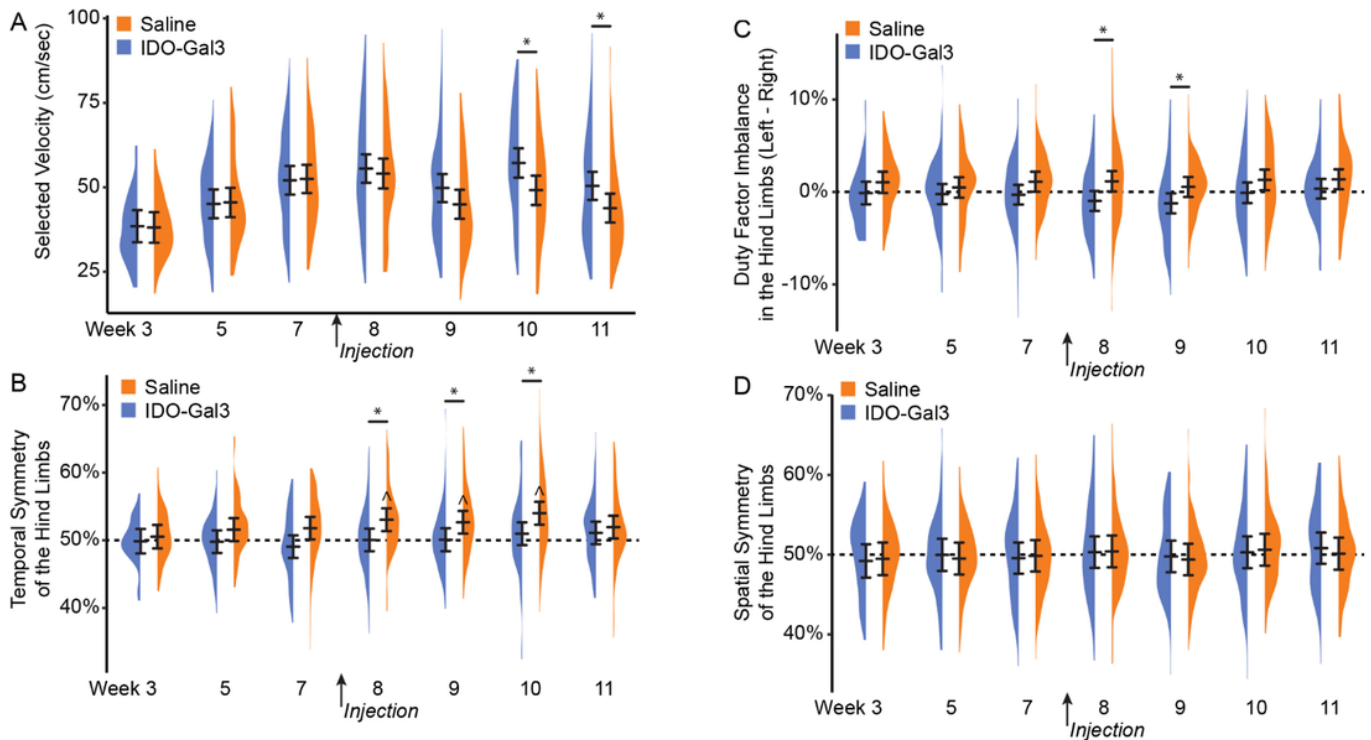 A
Saline
IDO-Gal3
Selected Velocity (cm/sec)
100
75
50
25
*
*
Week 3 5 7 8 9 10 11
Injection
B
Saline
IDO-Gal3
Temporal Symmetry
of the Hind Limbs
70%
60%
50%
40%
*
*
*
^
^
^
Week 3 5 7 8 9 10 11
Injection
C
Saline
IDO-Gal3
Duty Factor Imbalance
in the Hind Limbs (Left - Right)
10%
0%
-10%
*
*
Week 3 5 7 8 9 10 11
Injection
D
Saline
IDO-Gal3
Spatial Symmetry
of the Hind Limbs
70%
60%
50%
40%
Week 3 5 7 8 9 10 11
Injection